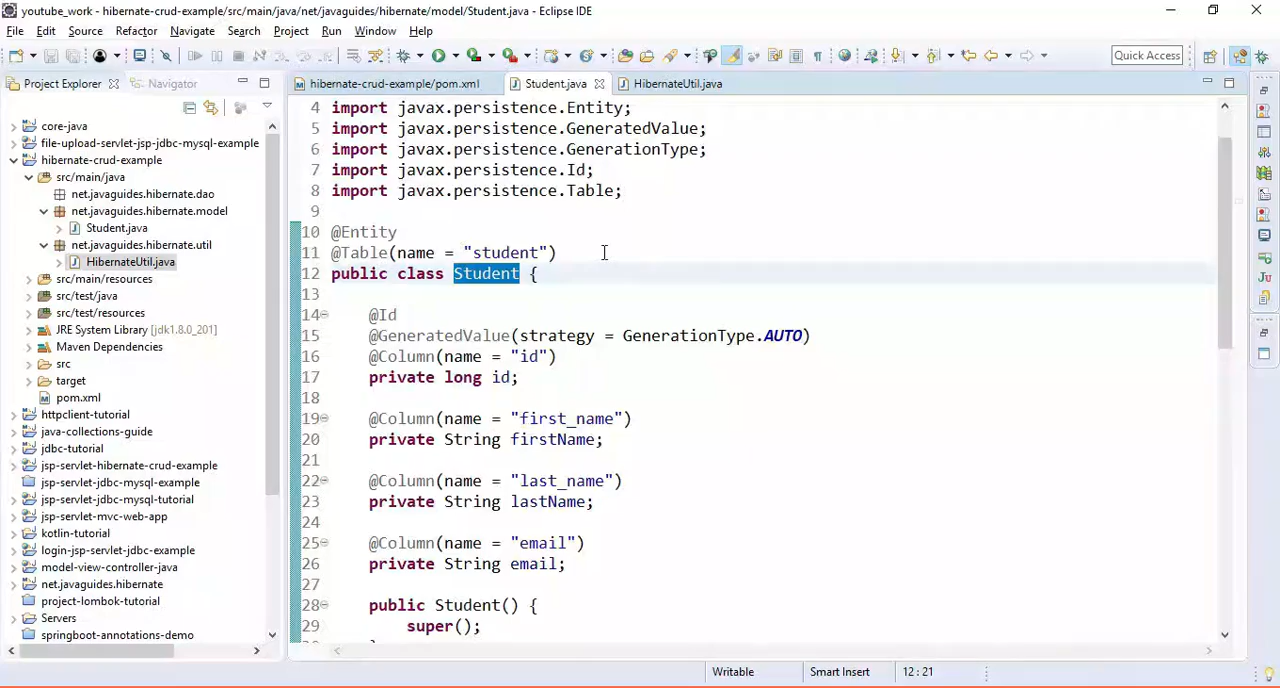 youtube_work - hibernate-crud-example/src/main/java/net/javaguides/hibernate/model/Student.java - Eclipse IDE
File Edit Source Refactor Navigate Search Project Run Window Help
Quick Access
Project Explorer Navigator
core-java
file-upload-servlet-jsp-jdbc-mysql-example
hibernate-crud-example
src/main/java
net.javaguides.hibernate.dao
net.javaguides.hibernate.model
Student.java
net.javaguides.hibernate.util
HibernateUtil.java
src/main/resources
src/test/java
src/test/resources
JRE System Library [jdk1.8.0_201]
Maven Dependencies
src
target
pom.xml
httpclient-tutorial
java-collections-guide
jdbc-tutorial
jsp-servlet-hibernate-crud-example
jsp-servlet-jdbc-mysql-example
jsp-servlet-jdbc-mysql-tutorial
jsp-servlet-mvc-web-app
kotlin-tutorial
login-jsp-servlet-jdbc-example
model-view-controller-java
net.javaguides.hibernate
project-lombok-tutorial
Servers
springboot-annotations-demo
hibernate-crud-example/pom.xml Student.java HibernateUtil.java
4 import javax.persistence.Entity;
5 import javax.persistence.GeneratedValue;
6 import javax.persistence.GenerationType;
7 import javax.persistence.Id;
8 import javax.persistence.Table;
9
10 @Entity
11 @Table(name = "student")
12 public class Student {
13
14 @Id
15 @GeneratedValue(strategy = GenerationType.AUTO)
16 @Column(name = "id")
17 private long id;
18
19 @Column(name = "first_name")
20 private String firstName;
21
22 @Column(name = "last_name")
23 private String lastName;
24
25 @Column(name = "email")
26 private String email;
27
28 public Student() {
29 super();
Writable Smart Insert 12 : 21